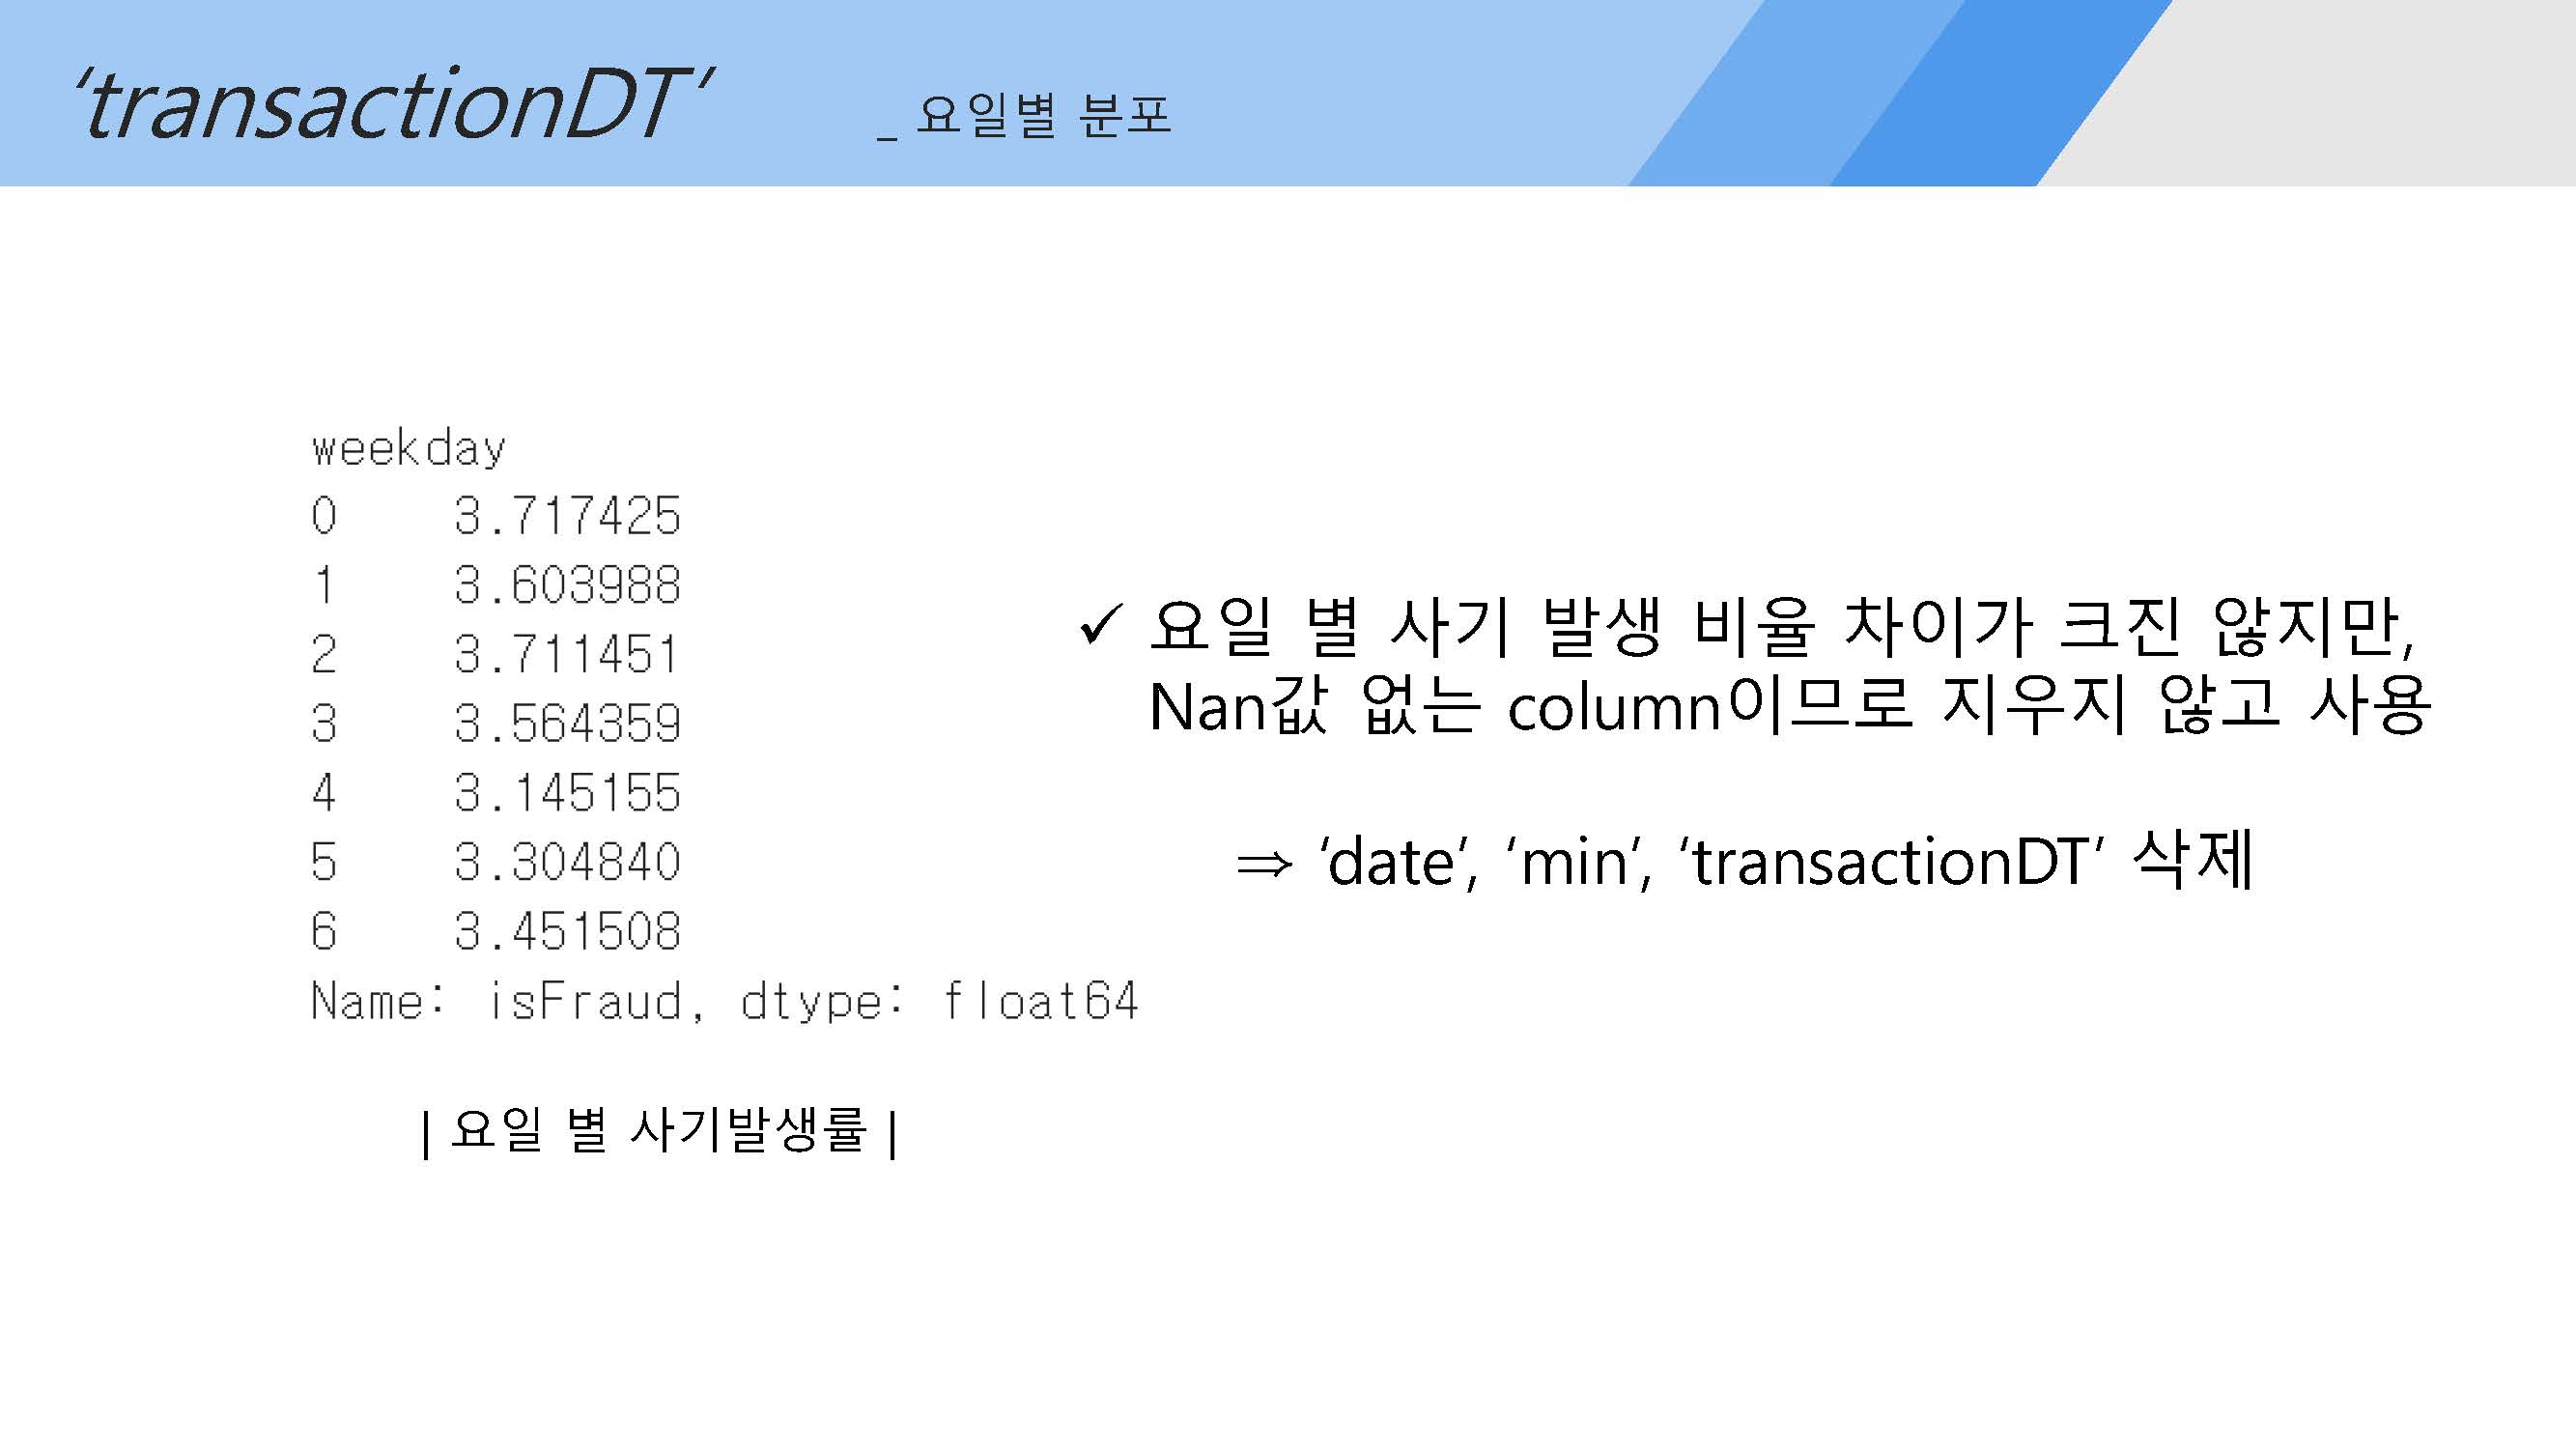 ‘transactionDT’ _ 요일별 분포
weekday
0 3.717425
1 3.603988
2 3.711451
3 3.564359
4 3.145155
5 3.304840
6 3.451508
Name: isFraud, dtype: float64
| 요일 별 사기발생률 |
✓ 요일 별 사기 발생 비율 차이가 크진 않지만,
Nan값 없는 column이므로 지우지 않고 사용
⇒ ‘date’, ‘min’, ‘transactionDT’ 삭제